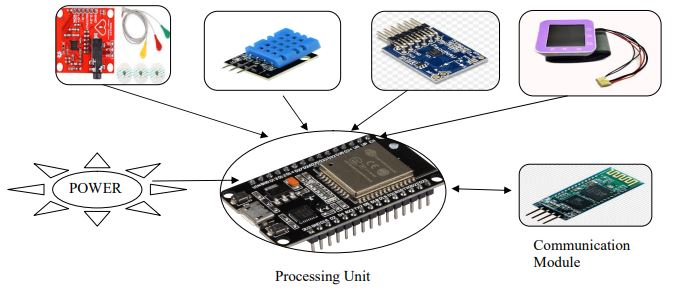 POWER
Processing Unit
Communication
Module